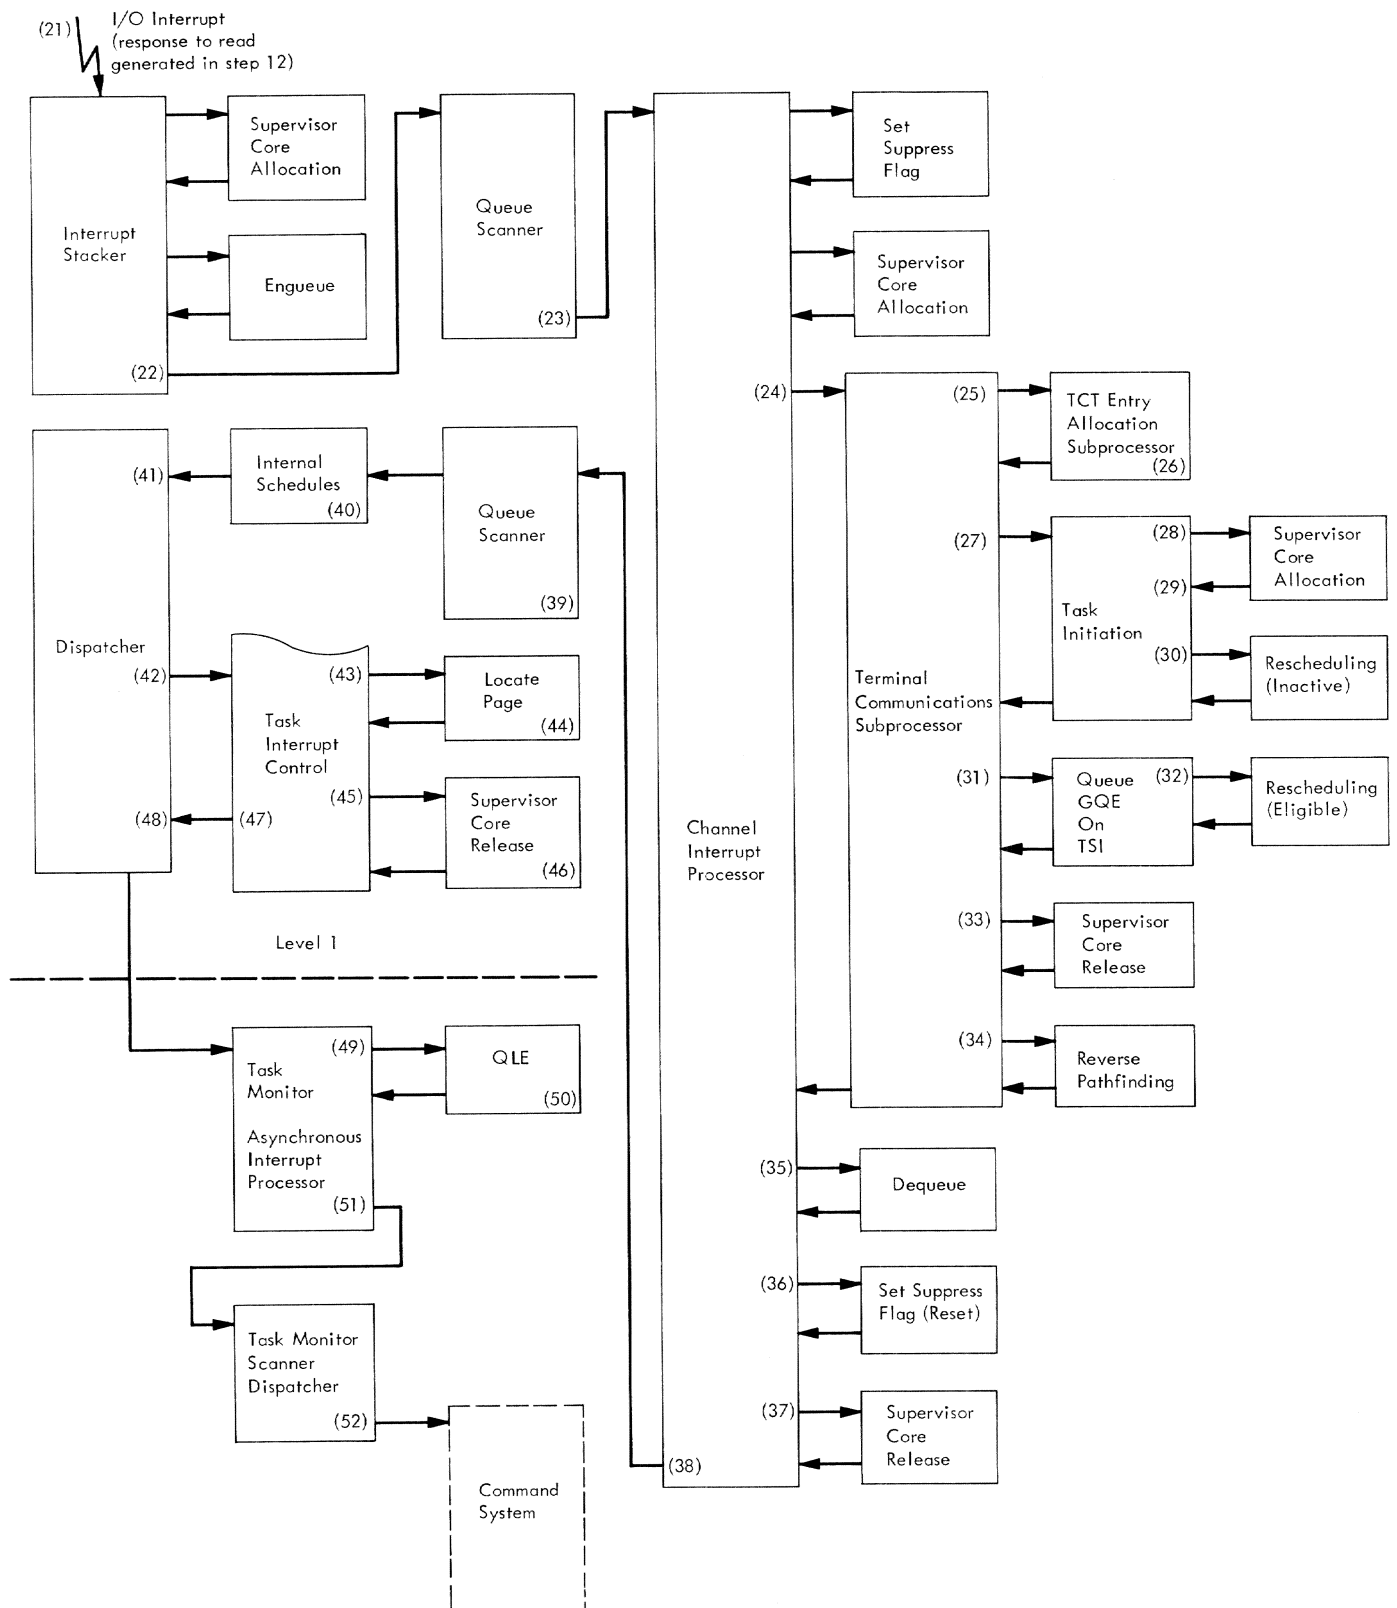 (21)
I/O Interrupt
(response to read
generated in step 12)
Interrupt
Stacker
(22)
Supervisor
Core
Allocation
Engueue
Queue
Scanner
(23)
Channel
Interrupt
Processor
(24)
Set
Suppress
Flag
Supervisor
Core
Allocation
Terminal
Communications
Subprocessor
(25)
TCT Entry
Allocation
Subprocessor
(26)
(27)
Task
Initiation
(28)
(29)
Supervisor
Core
Allocation
(30)
Rescheduling
(Inactive)
(31)
Queue
GQE
On
TSI
(32)
Rescheduling
(Eligible)
(33)
Supervisor
Core
Release
(34)
Reverse
Pathfinding
(35)
Dequeue
(36)
Set Suppress
Flag (Reset)
(37)
Supervisor
Core
Release
(38)
Queue
Scanner
(39)
Internal
Schedules
(40)
(41)
Dispatcher
(42)
Task
Interrupt
Control
(43)
Locate
Page
(44)
(45)
Supervisor
Core
Release
(46)
(47)
(48)
Level 1
Task
Monitor
Asynchronous
Interrupt
Processor
(49)
QLE
(50)
(51)
Task Monitor
Scanner
Dispatcher
(52)
Command
System